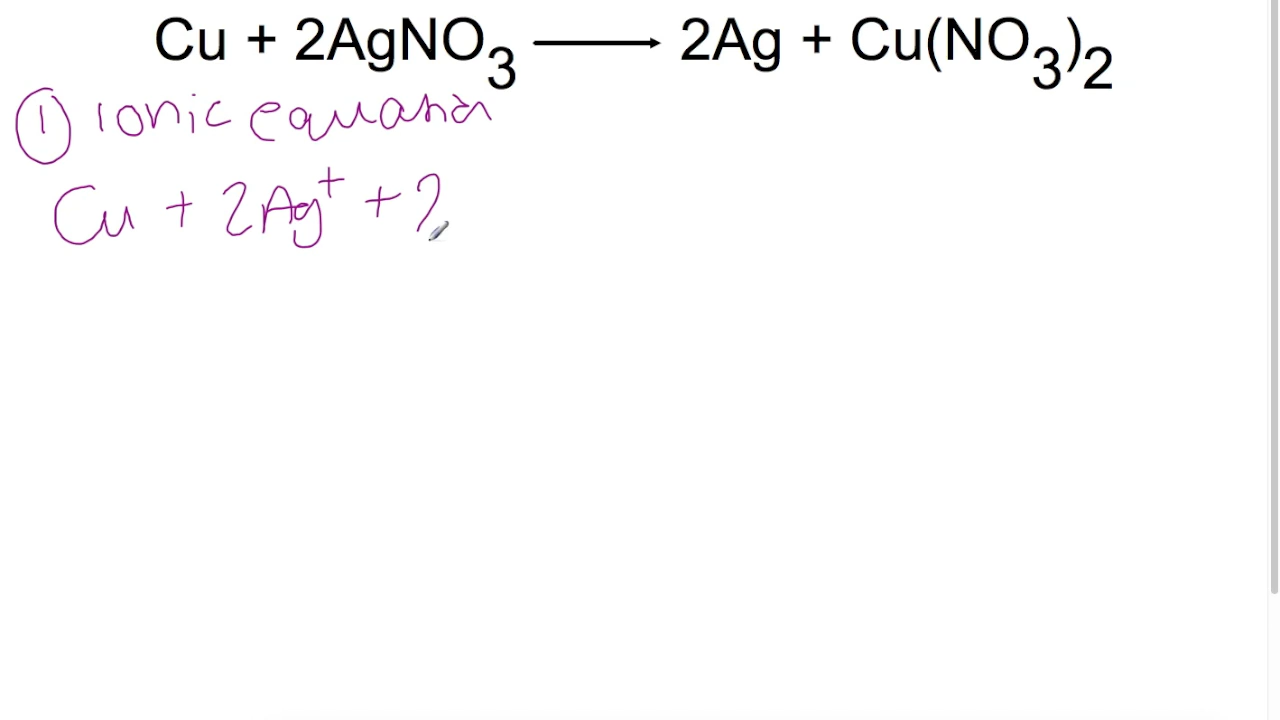 Cu + 2AgNO₃ ⟶ 2Ag + Cu(NO₃)₂
① ionic equation
Cu + 2Ag⁺ + 2